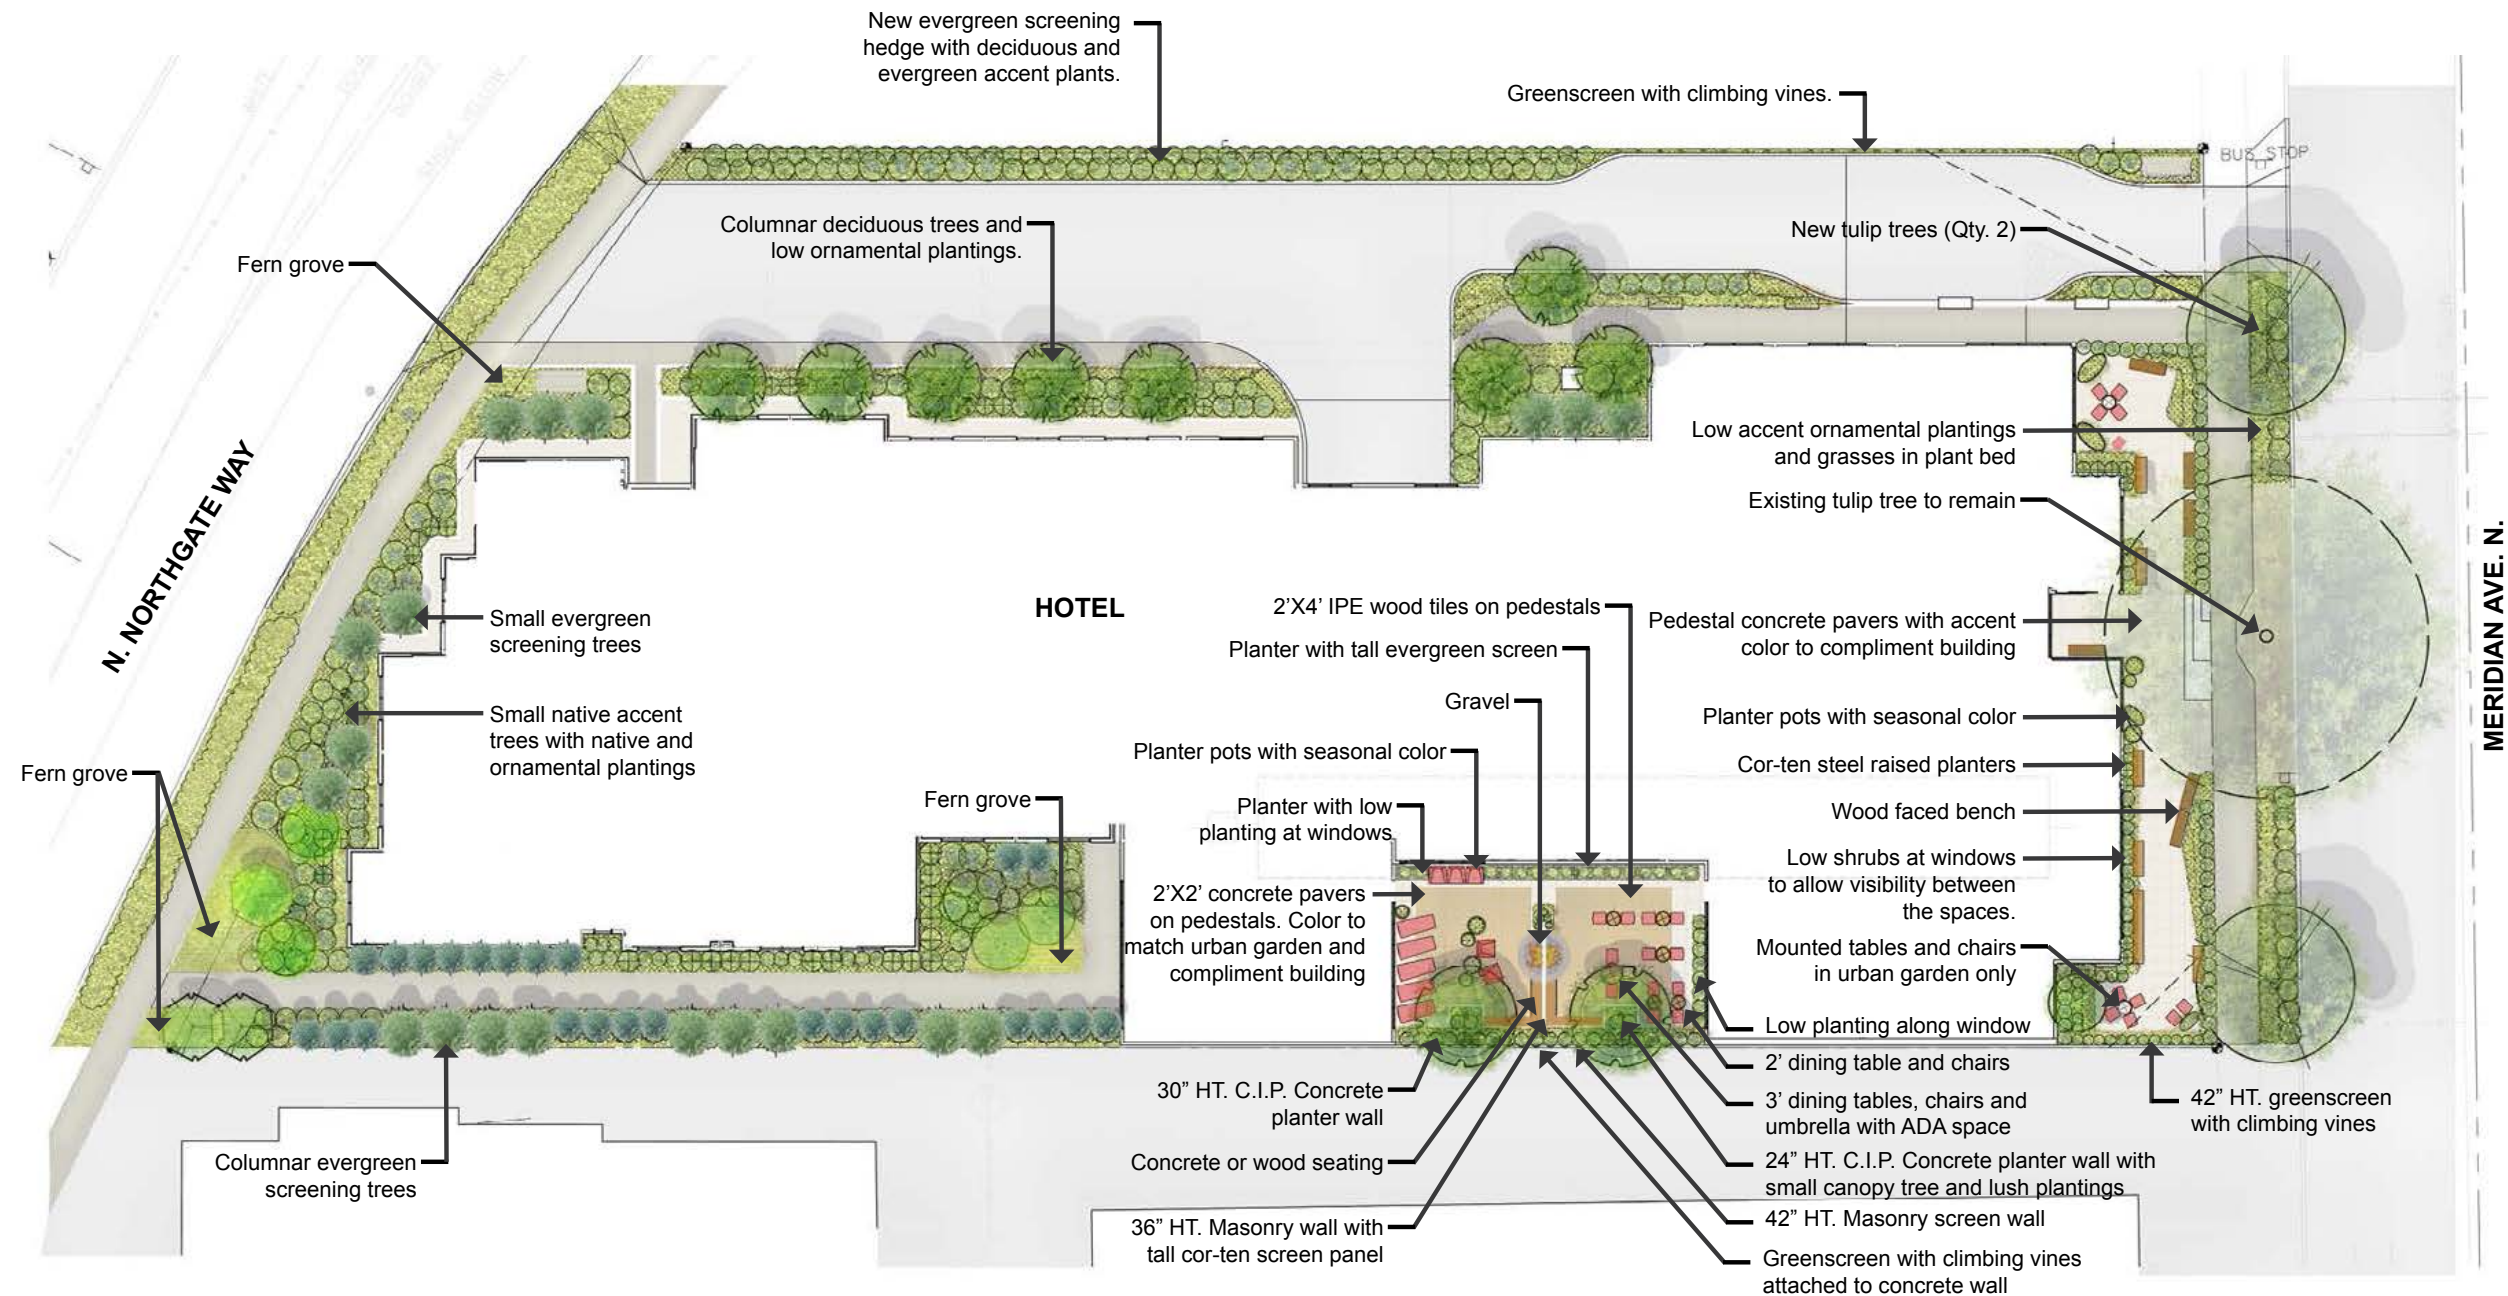 New evergreen screening
hedge with deciduous and
evergreen accent plants.
Greenscreen with climbing vines.
BUS STOP
Columnar deciduous trees and
low ornamental plantings.
New tulip trees (Qty. 2)
Fern grove
Low accent ornamental plantings
and grasses in plant bed
Existing tulip tree to remain
N. NORTHGATE WAY
MERIDIAN AVE. N.
HOTEL
2’X4’ IPE wood tiles on pedestals
Small evergreen
screening trees
Pedestal concrete pavers with accent
color to compliment building
Planter with tall evergreen screen
Gravel
Small native accent
trees with native and
ornamental plantings
Planter pots with seasonal color
Planter pots with seasonal color
Cor-ten steel raised planters
Fern grove
Fern grove
Planter with low
planting at windows
Wood faced bench
Low shrubs at windows
to allow visibility between
the spaces.
2’X2’ concrete pavers
on pedestals. Color to
match urban garden and
compliment building
Mounted tables and chairs
in urban garden only
Low planting along window
2’ dining table and chairs
30” HT. C.I.P. Concrete
planter wall
3’ dining tables, chairs and
umbrella with ADA space
42” HT. greenscreen
with climbing vines
Columnar evergreen
screening trees
Concrete or wood seating
24” HT. C.I.P. Concrete planter wall with
small canopy tree and lush plantings
36” HT. Masonry wall with
tall cor-ten screen panel
42” HT. Masonry screen wall
Greenscreen with climbing vines
attached to concrete wall